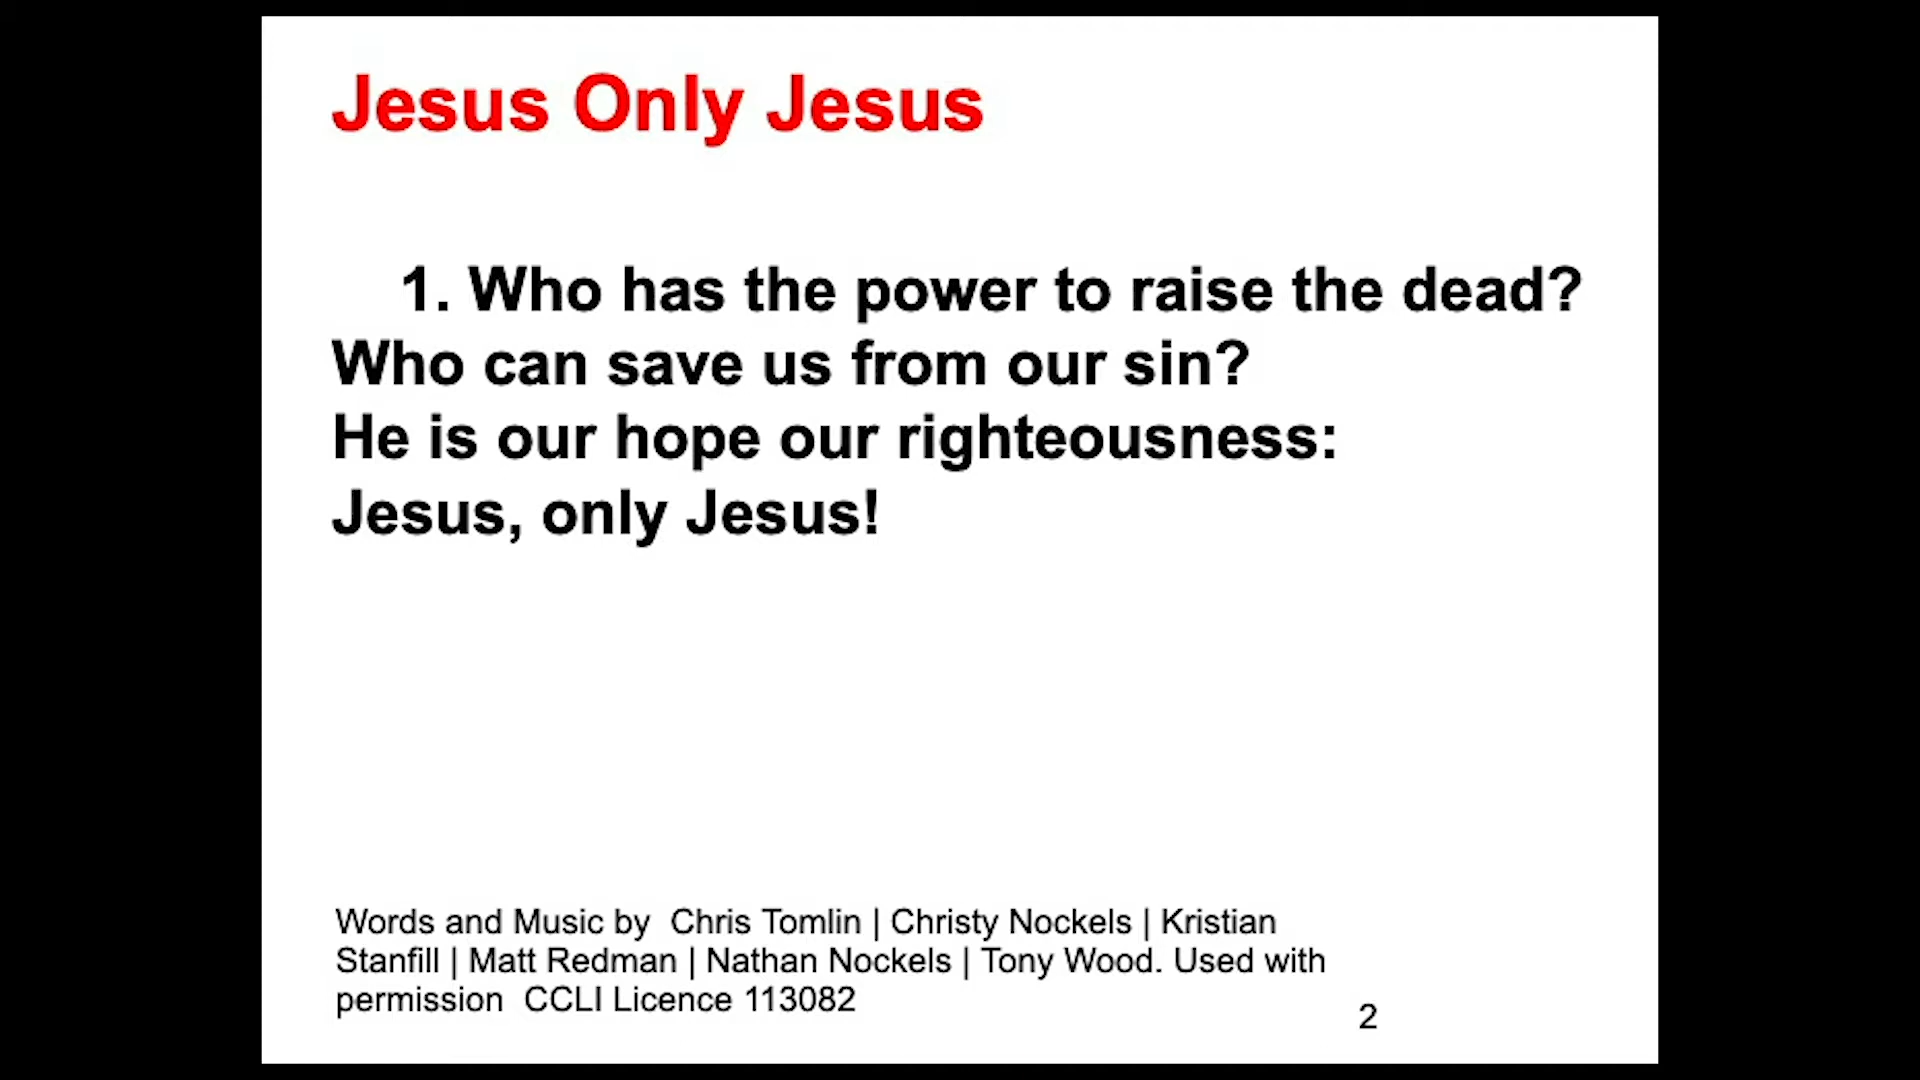 Jesus Only Jesus
1. Who has the power to raise the dead?
Who can save us from our sin?
He is our hope our righteousness:
Jesus, only Jesus!
Words and Music by  Chris Tomlin | Christy Nockels | Kristian
Stanfill | Matt Redman | Nathan Nockels | Tony Wood. Used with
permission  CCLI Licence 113082
2